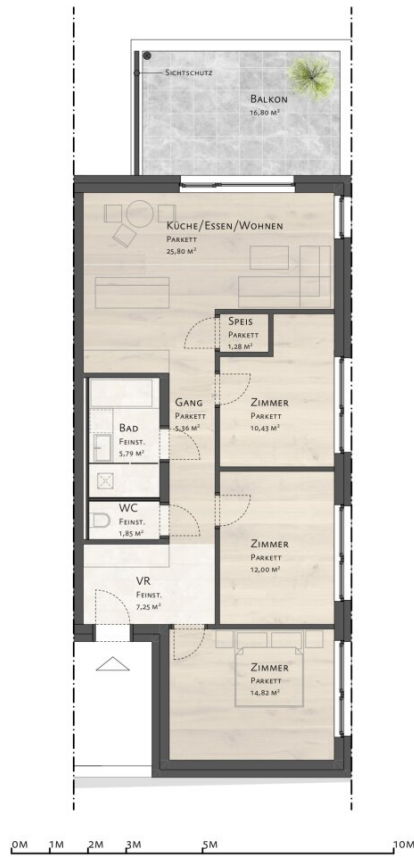 SICHTSCHUTZ
BALKON
16,80 M²
KÜCHE/ESSEN/WOHNEN
PARKETT
25,80 M²
SPEIS
PARKETT
1,28 M²
GANG
PARKETT
5,36 M²
ZIMMER
PARKETT
10,43 M²
BAD
FEINST.
5,79 M²
WC
FEINST.
1,85 M²
ZIMMER
PARKETT
12,00 M²
VR
FEINST.
7,25 M²
ZIMMER
PARKETT
14,82 M²
0M 1M 2M 3M 5M 10M